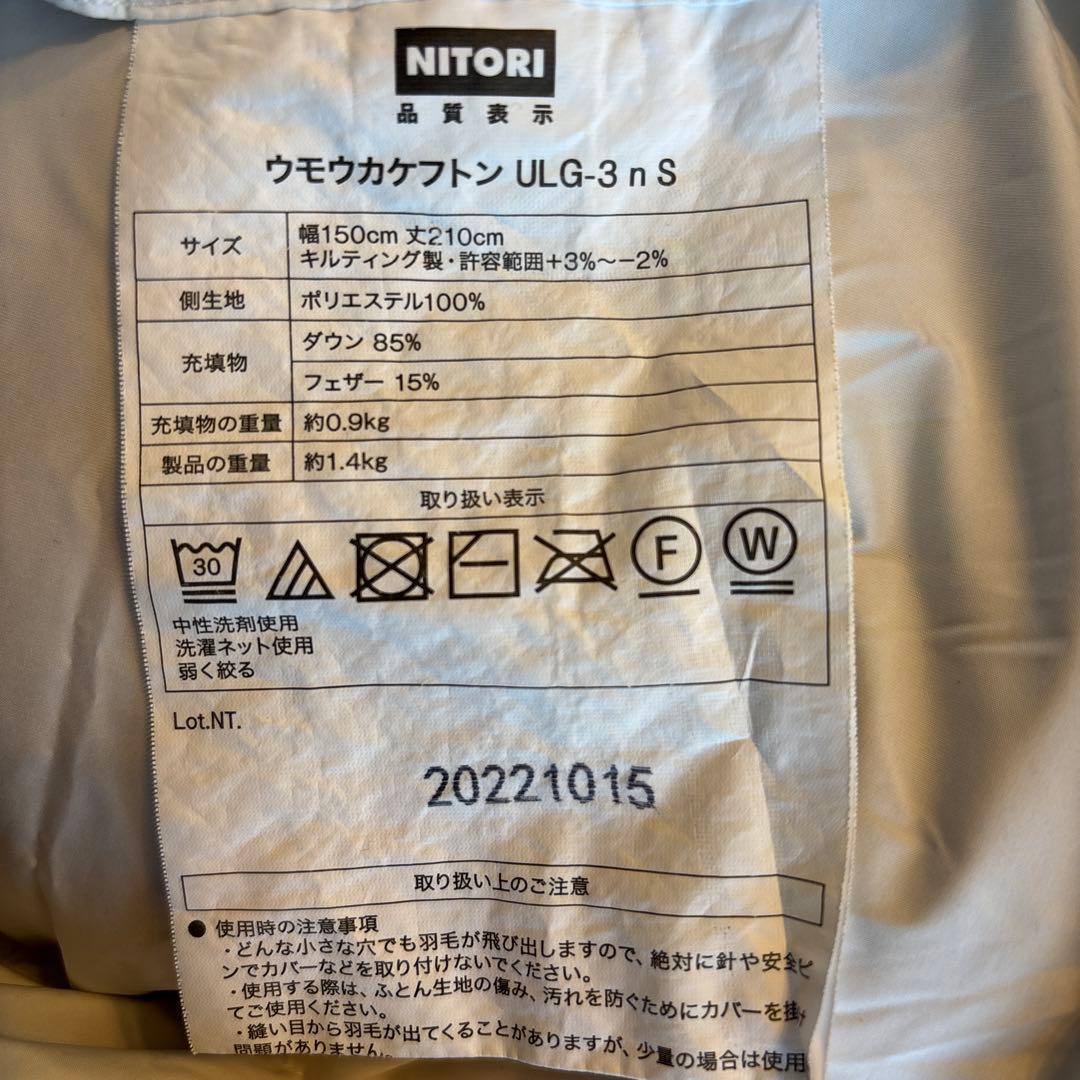 NITORI
品質表示
ウモウカケフトン ULG-3 n S
サイズ
幅150cm 丈210cm
キルティング製・許容範囲+3%～-2%
側生地 ポリエステル100%
充填物
ダウン 85%
フェザー 15%
充填物の重量 約0.9kg
製品の重量 約1.4kg
取り扱い表示
30 F W
中性洗剤使用
洗濯ネット使用
弱く絞る
Lot.NT.
20221015
取り扱い上のご注意
● 使用時の注意事項
・どんな小さな穴でも羽毛が飛び出しますので、絶対に針や安全ピ
ンでカバーなどを取り付けないでください。
・使用する際は、ふとん生地の傷み、汚れを防ぐためにカバーを掛け
てご使用ください。
・縫い目から羽毛が出てくることがありますが、少量の場合は使用
問題がありません。